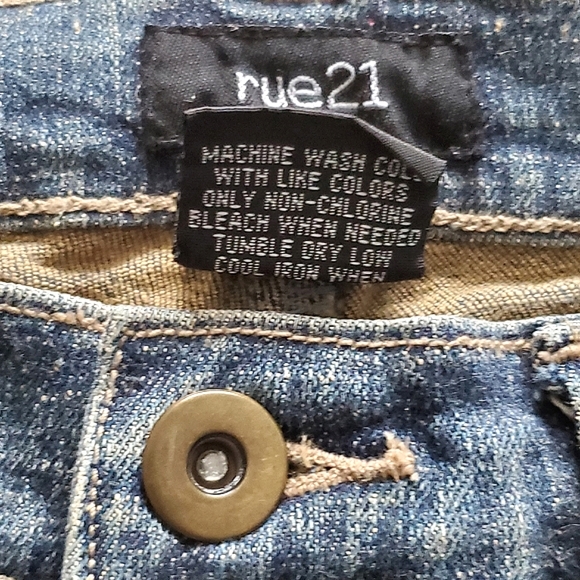 rue21
MACHINE WASH COL
WITH LIKE COLORS
ONLY NON-CHLORINE
BLEACH WHEN NEEDED
TUMBLE DRY LOW
COOL IRON WHEN